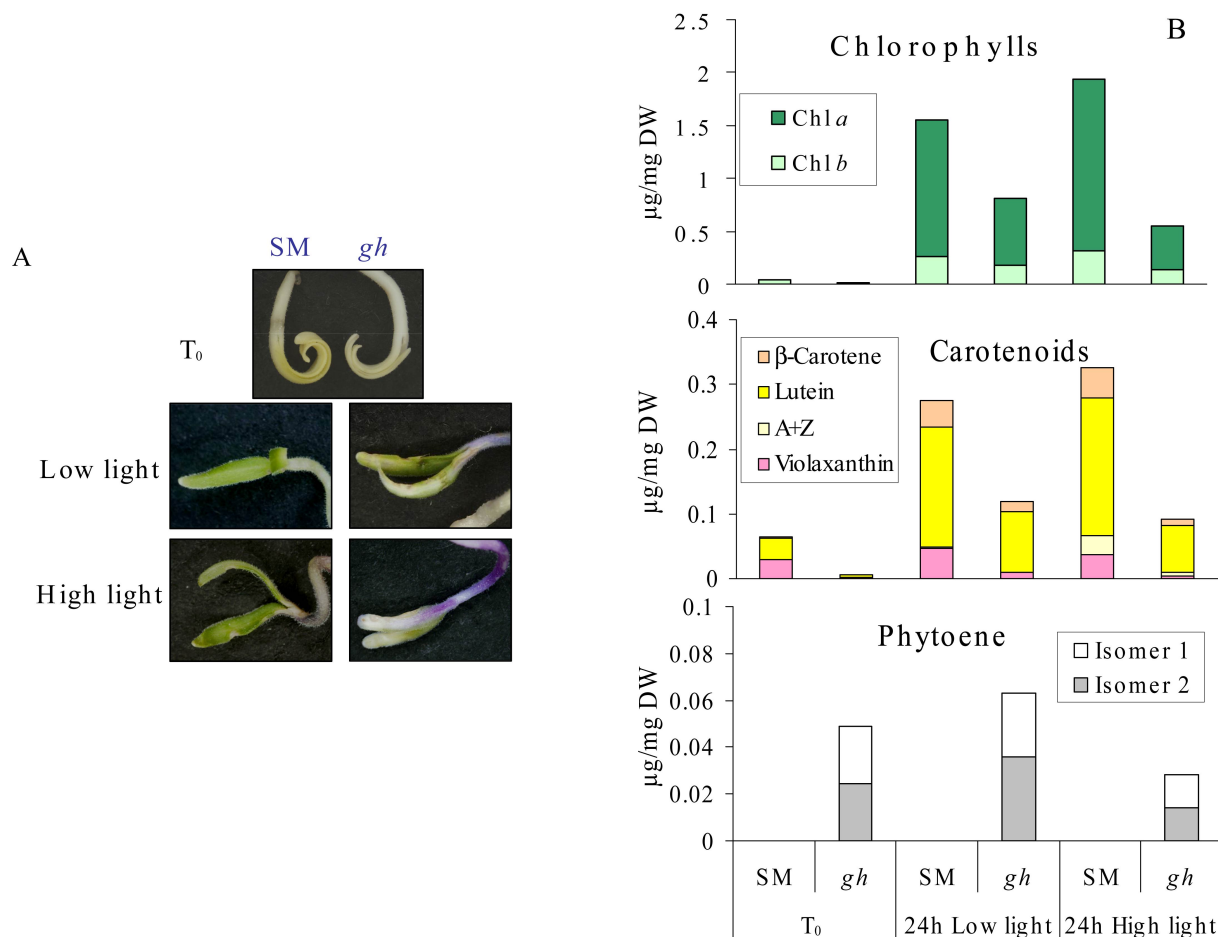 A
SM gh
T0
Low light
High light
B
Chlorophylls
µg/mg DW
2.5
2
1.5
1
0.5
0
Chl a
Chl b
Carotenoids
µg/mg DW
0.4
0.3
0.2
0.1
0
β-Carotene
Lutein
A+Z
Violaxanthin
Phytoene
µg/mg DW
0.1
0.08
0.06
0.04
0.02
0
Isomer 1
Isomer 2
SM gh SM gh SM gh
T0 24h Low light 24h High light